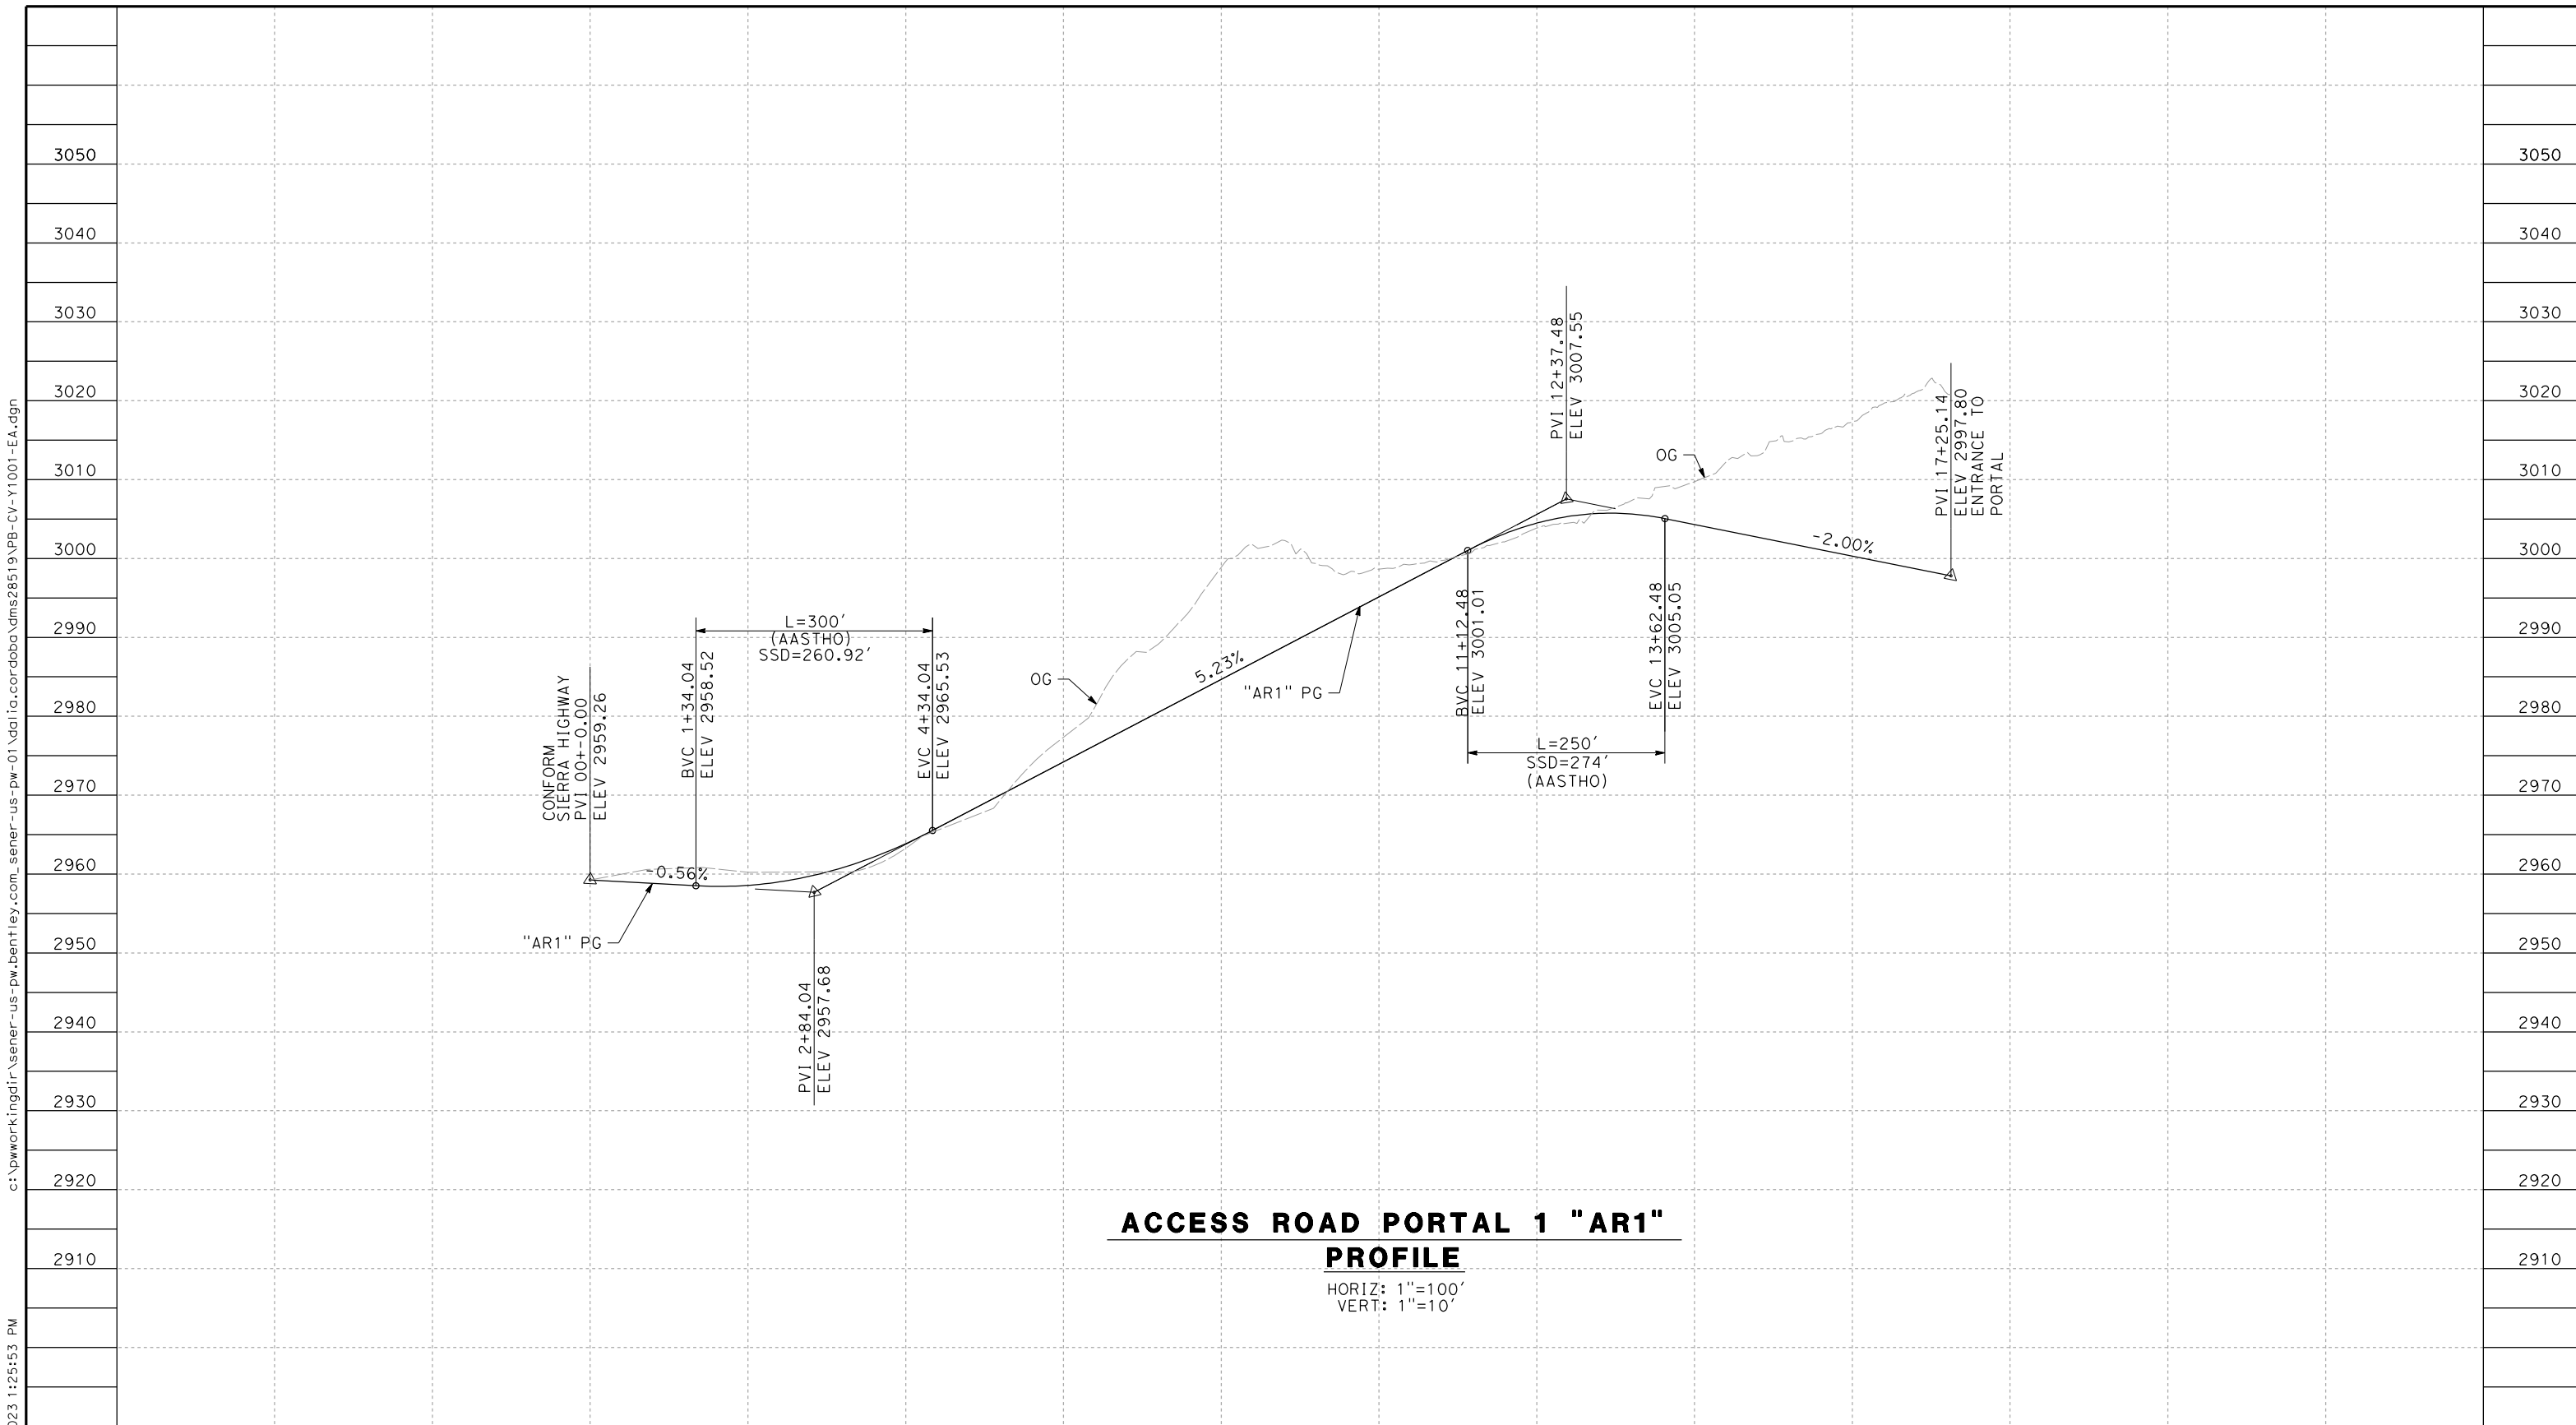 3050
3040
3030
3020
3010
3000
2990
2980
2970
2960
2950
2940
2930
2920
2910
c:\pwworkingdir\sener-us-pw.bentley.com_sener-us-pw-01\dalia.cordoba\dms28519\PB-CV-Y1001-EA.dgn
023 1:25:53 PM
CONFORM
SIERRA HIGHWAY
PVI 00+-0.00
ELEV 2959.26
-0.56%
"AR1" PG
BVC 1+34.04
ELEV 2958.52
L=300'
(AASTHO)
SSD=260.92'
PVI 2+84.04
ELEV 2957.68
EVC 4+34.04
ELEV 2965.53
OG
5.23%
"AR1" PG
BVC 11+12.48
ELEV 3001.01
PVI 12+37.48
ELEV 3007.55
L=250'
SSD=274'
(AASTHO)
EVC 13+62.48
ELEV 3005.05
OG
-2.00%
PVI 17+25.14
ELEV 2997.80
ENTRANCE TO
PORTAL
ACCESS ROAD PORTAL 1 "AR1"
PROFILE
HORIZ: 1"=100'
VERT: 1"=10'
3050
3040
3030
3020
3010
3000
2990
2980
2970
2960
2950
2940
2930
2920
2910